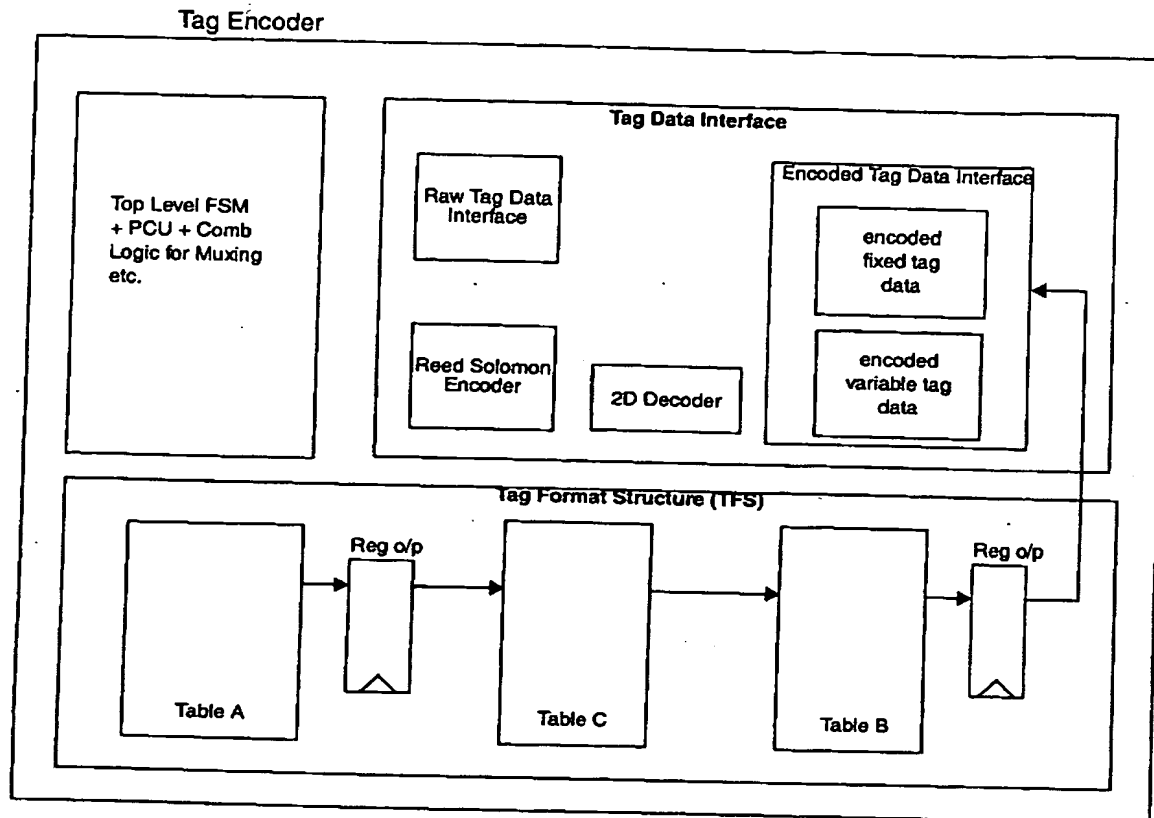 Tag Encoder
Top Level FSM
+ PCU + Comb
Logic for Muxing
etc.
Tag Data Interface
Raw Tag Data
Interface
Reed Solomon
Encoder
2D Decoder
Encoded Tag Data Interface
encoded
fixed tag
data
encoded
variable tag
data
Tag Format Structure (TFS)
Table A
Reg o/p
Table C
Table B
Reg o/p